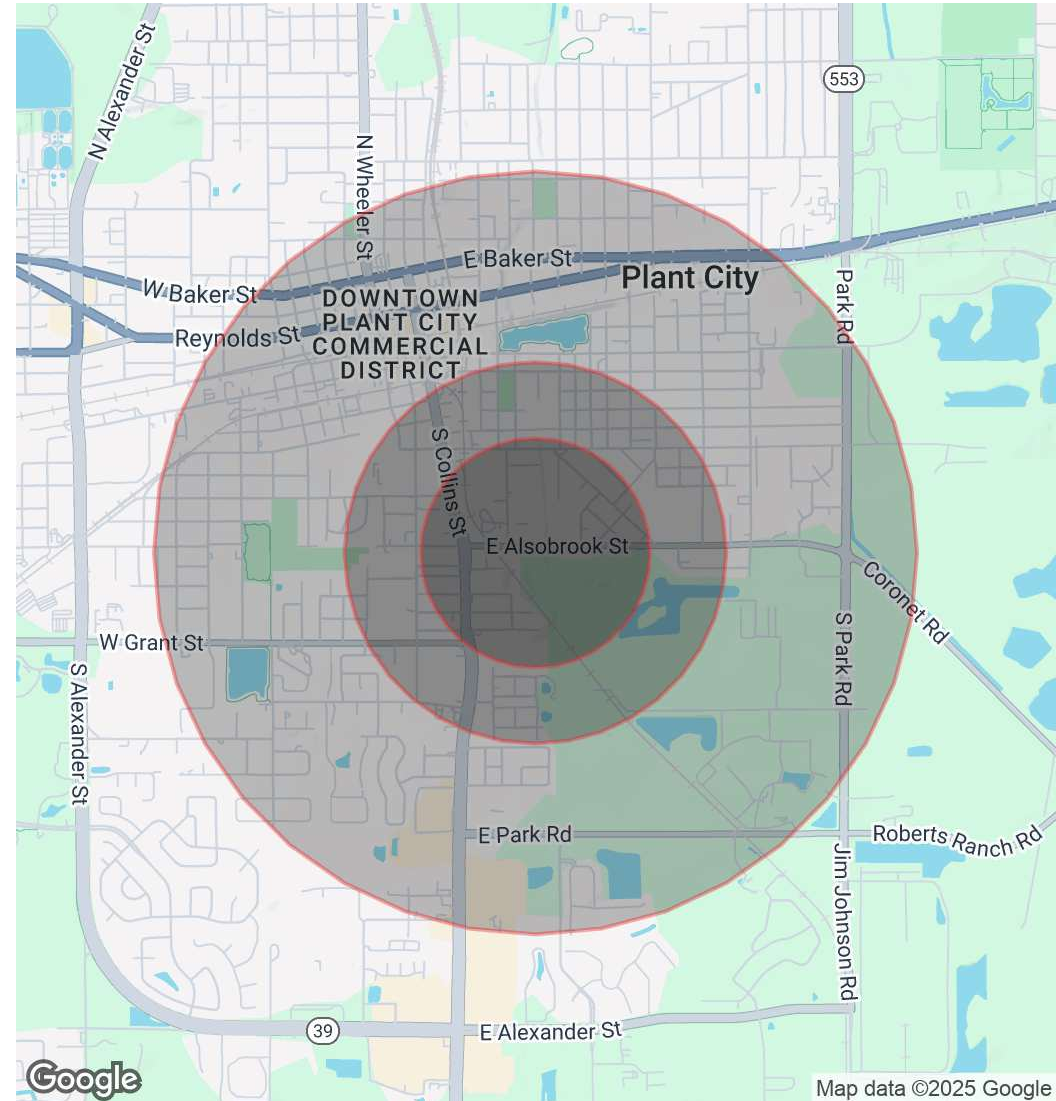 N Alexander St
553
N Wheeler St
E Baker St
Plant City
W Baker St
DOWNTOWN
PLANT CITY
COMMERCIAL
DISTRICT
Reynolds St
Park Rd
S Collins St
E Alsobrook St
Coronet Rd
W Grant St
S Park Rd
S Alexander St
E Park Rd
Roberts Ranch Rd
Jim Johnson Rd
39
E Alexander St
Google
Map data ©2025 Google